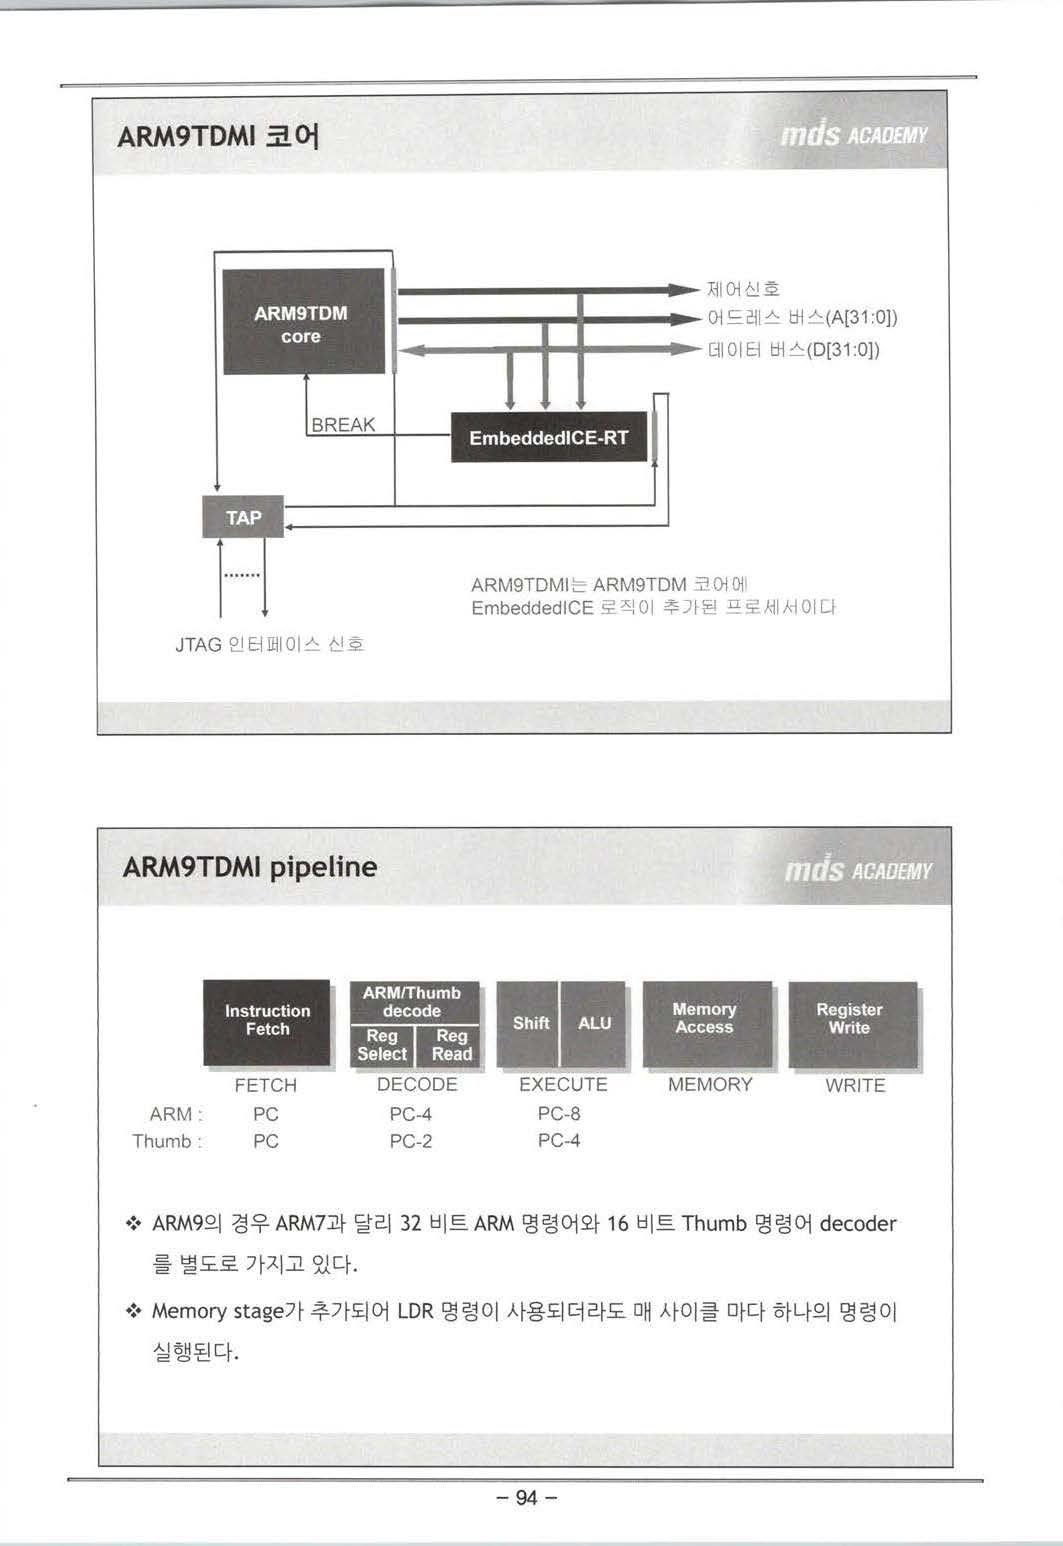 ARM9TDMI 코어
mds ACADEMY
ARM9TDM
core
제어신호
어드레스 버스(A[31:0])
데이터 버스(D[31:0])
BREAK
EmbeddedICE-RT
TAP
........
ARM9TDMI는 ARM9TDM 코어에
EmbeddedICE 로직이 추가된 프로세서이다
JTAG 인터페이스 신호
ARM9TDMI pipeline
mds ACADEMY
Instruction
Fetch
ARM/Thumb
decode
Reg
Select
Reg
Read
Shift
ALU
Memory
Access
Register
Write
FETCH DECODE EXECUTE MEMORY WRITE
ARM : PC PC-4 PC-8
Thumb : PC PC-2 PC-4
❖ ARM9의 경우 ARM7과 달리 32 비트 ARM 명령어와 16 비트 Thumb 명령어 decoder
를 별도로 가지고 있다.
❖ Memory stage가 추가되어 LDR 명령이 사용되더라도 매 사이클 마다 하나의 명령이
실행된다.
- 94 -